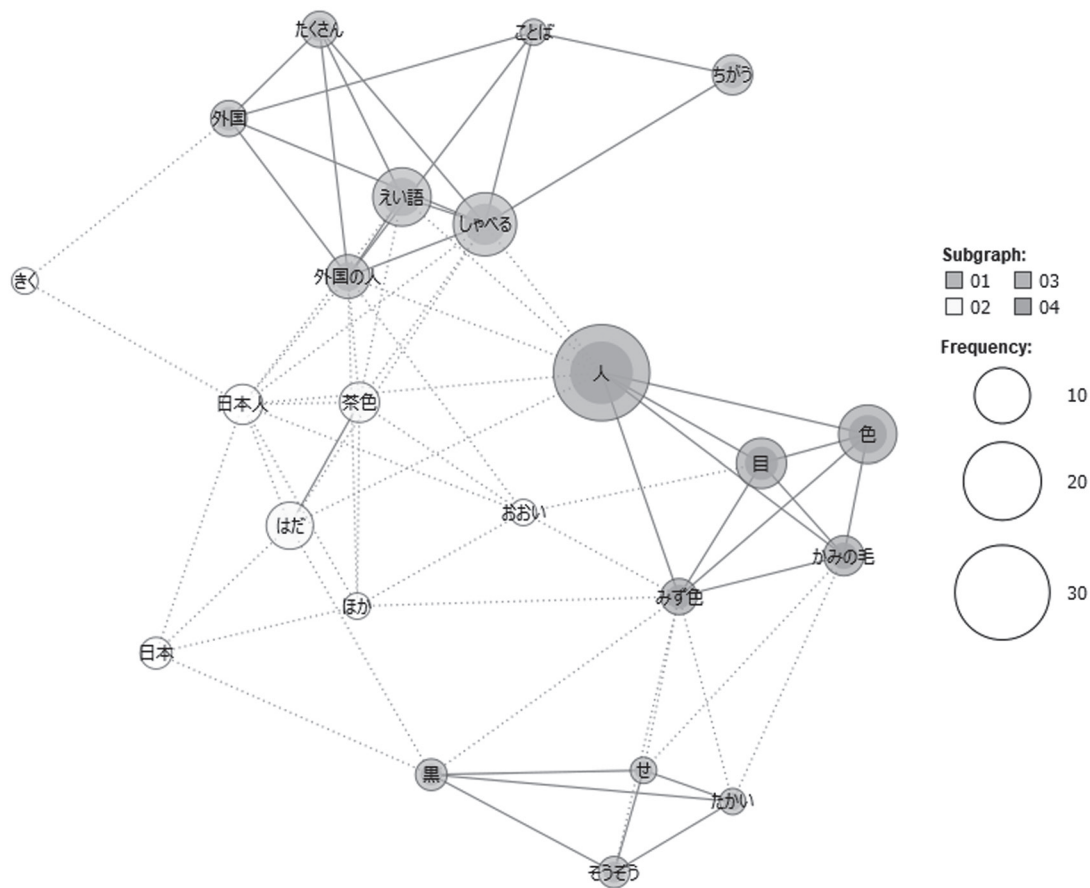 たくさん
ことば
ちがう
外国
えい語
しゃべる
外国の人
きく
人
日本人
茶色
色
目
はだ
おおい
かみの毛
みず色
ほか
日本
黒
せ
たかい
そうぞう
Subgraph:
01 03
02 04
Frequency:
10
20
30